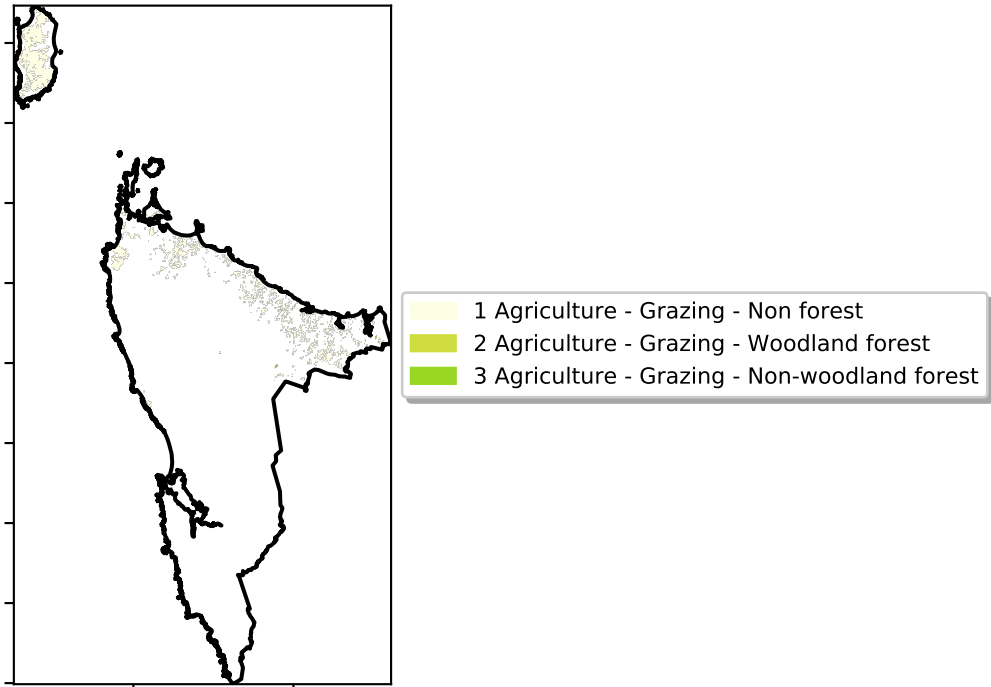 1 Agriculture - Grazing - Non forest
2 Agriculture - Grazing - Woodland forest
3 Agriculture - Grazing - Non-woodland forest